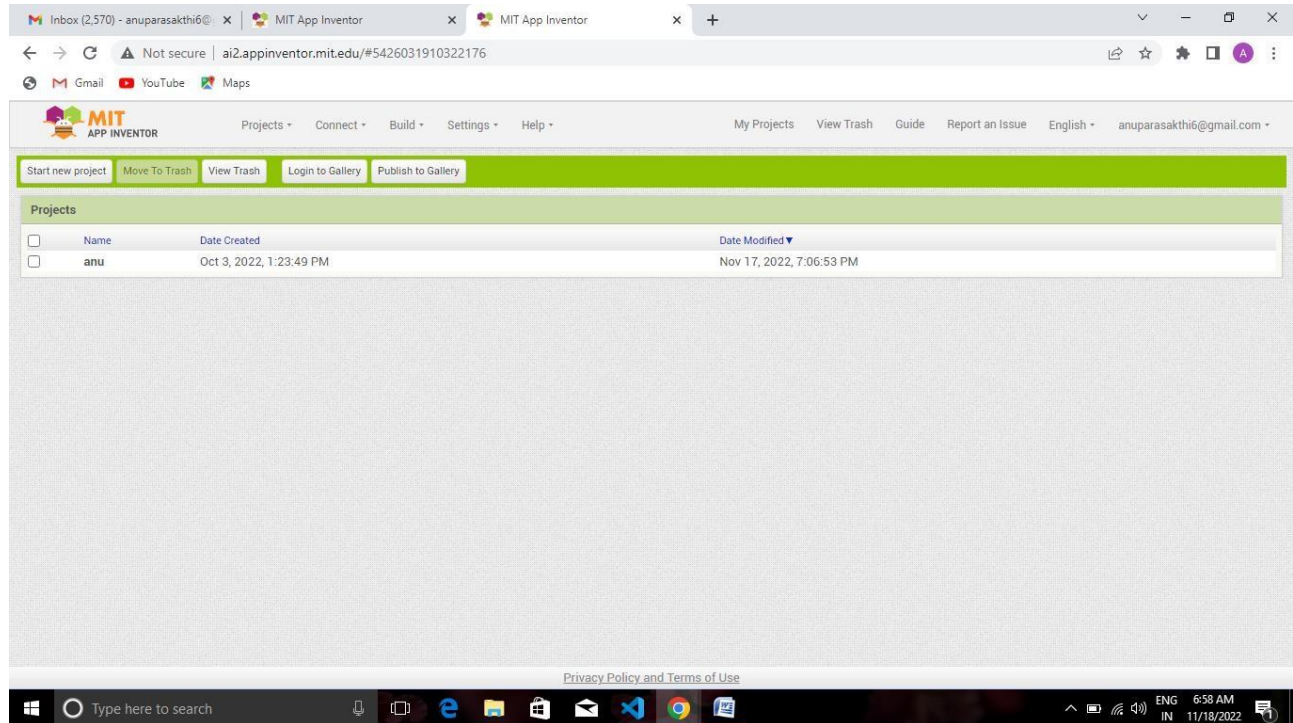 Inbox (2,570) - anuparasakthi6@ MIT App Inventor MIT App Inventor
Not secure ai2.appinventor.mit.edu/#5426031910322176 A
Gmail YouTube Maps
MIT
APP INVENTOR
Projects Connect Build Settings Help My Projects View Trash Guide Report an Issue English anuparasakthi6@gmail.com
Start new project Move To Trash View Trash Login to Gallery Publish to Gallery
Projects
Name Date Created Date Modified
anu Oct 3, 2022, 1:23:49 PM Nov 17, 2022, 7:06:53 PM
Privacy Policy and Terms of Use
Type here to search ENG 6:58 AM
IN 11/18/2022